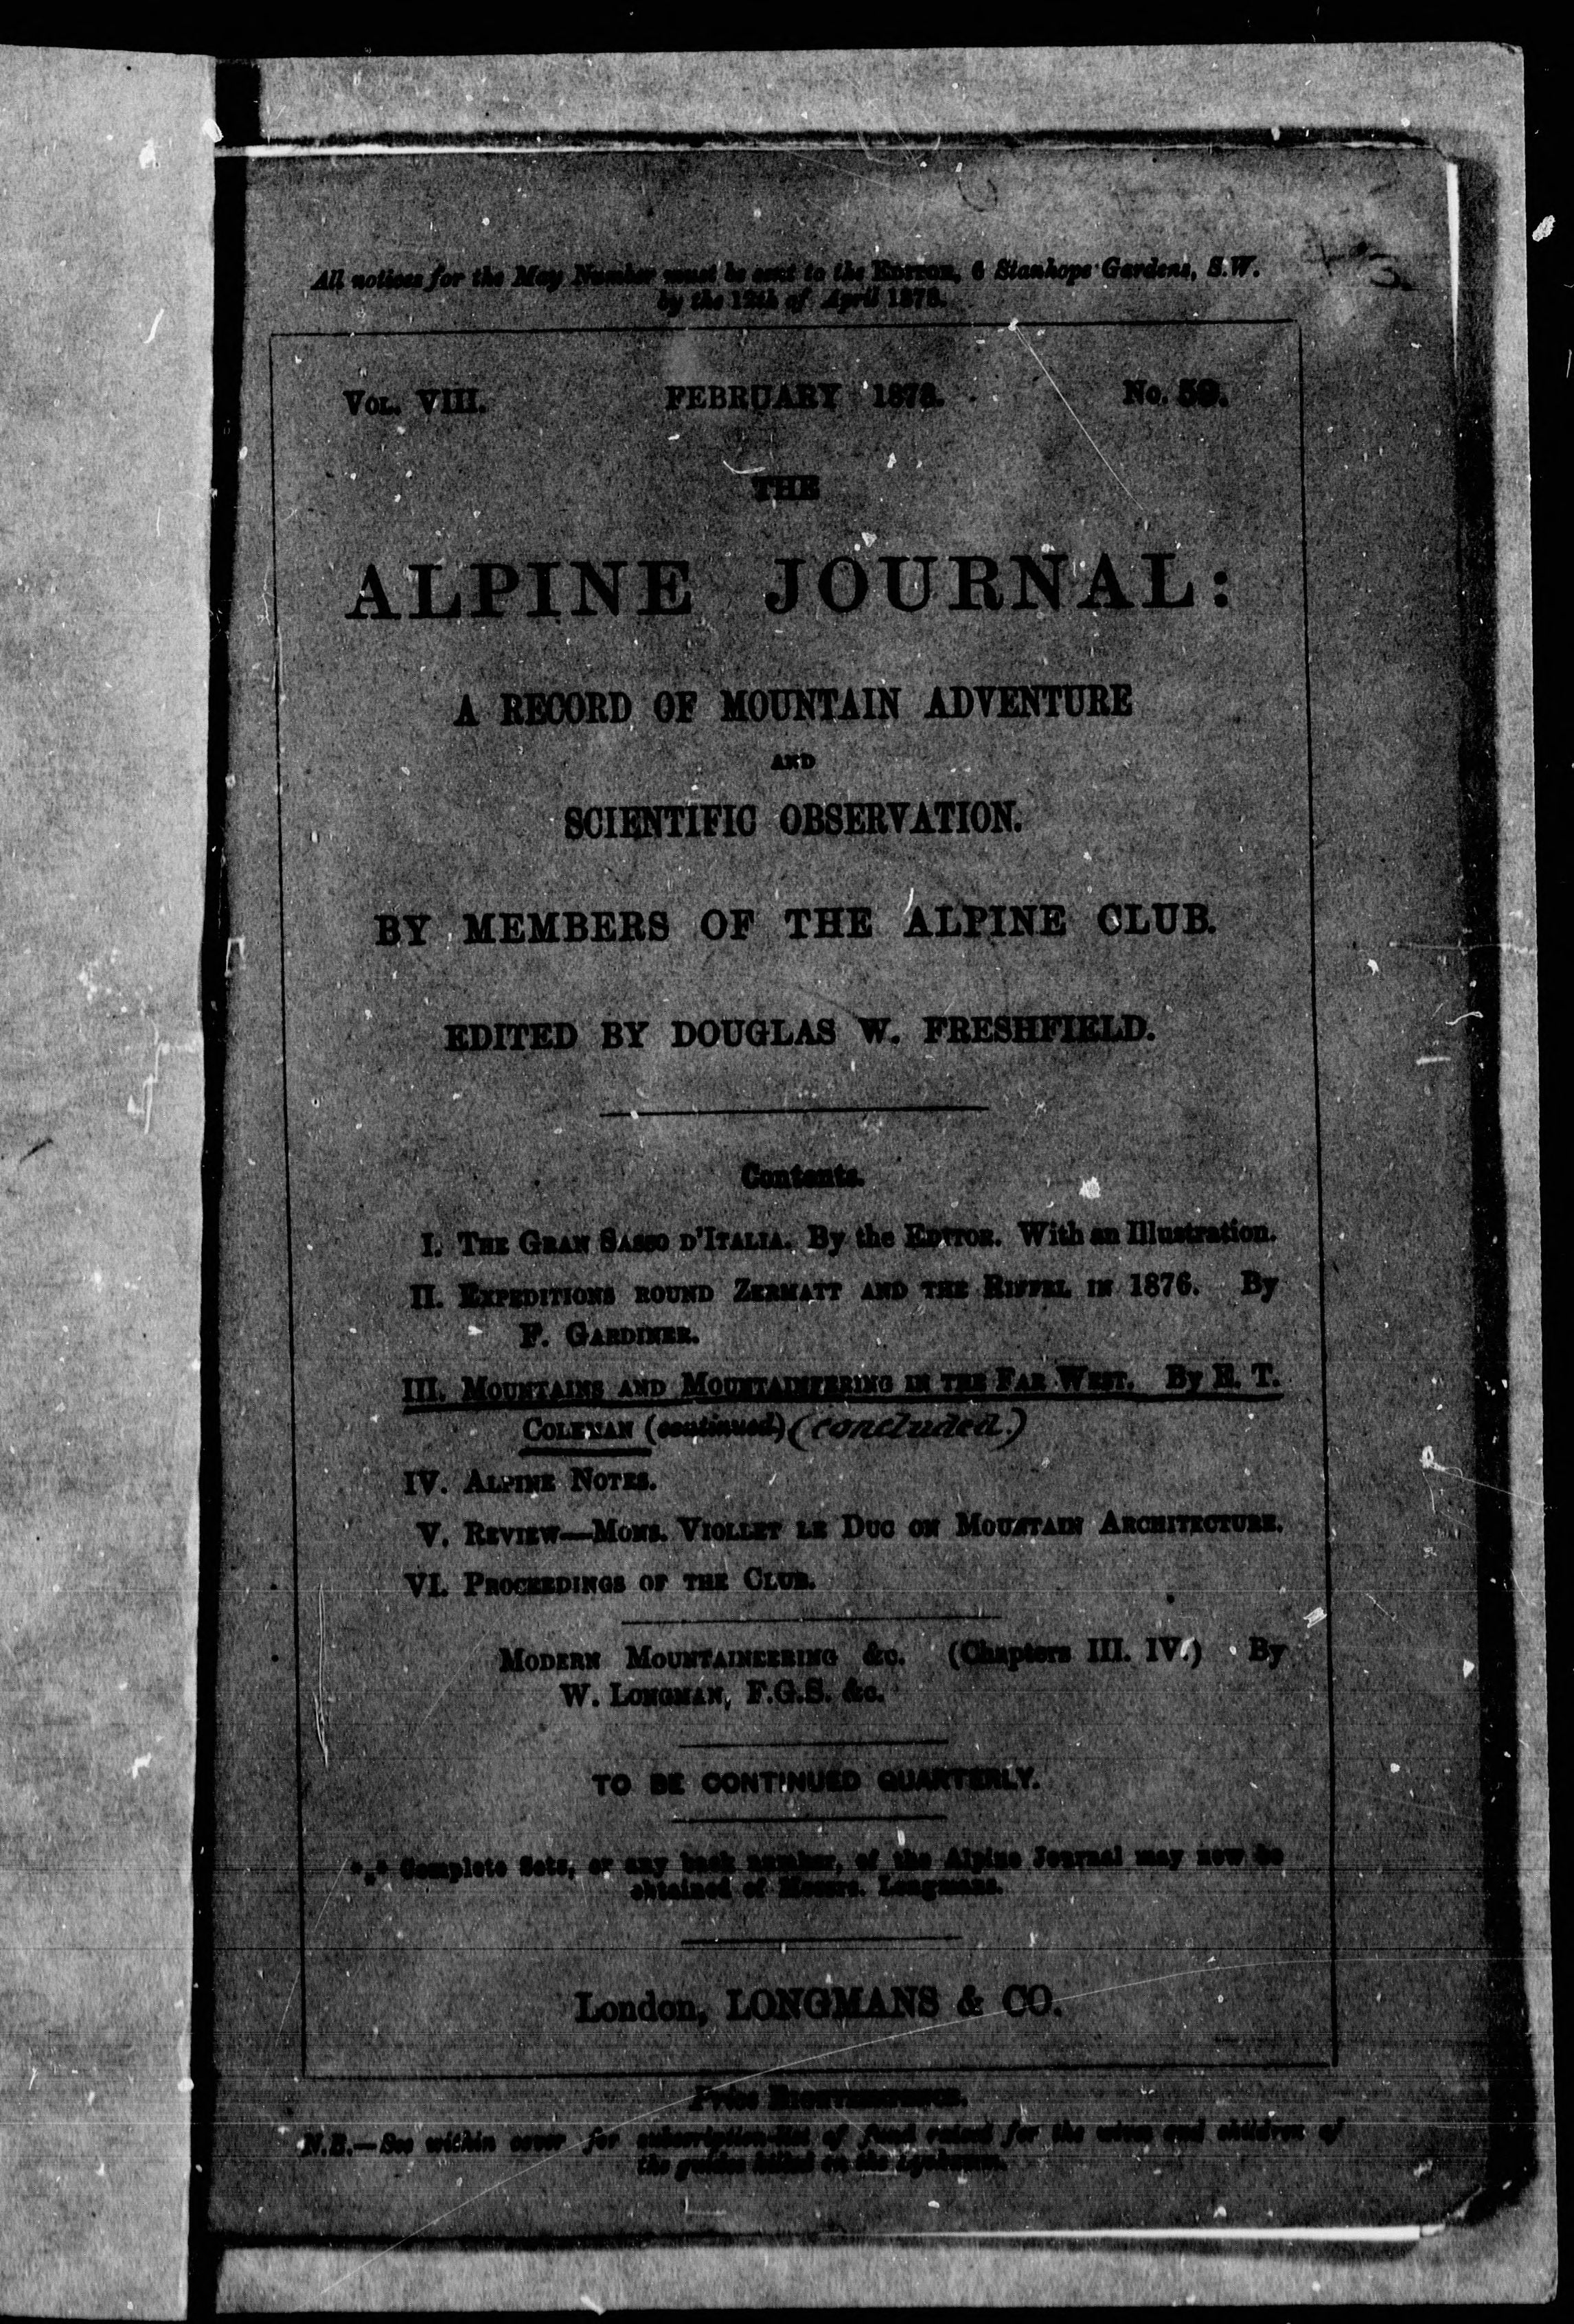 All notices for the May Number must be sent to the EDITOR, 6 Stanhope Gardens, S.W.
by the 12th of April 1878.
VOL. VIII. FEBRUARY 1878. No. 59.
THE
ALPINE JOURNAL:
A RECORD OF MOUNTAIN ADVENTURE
AND
SCIENTIFIC OBSERVATION.
BY MEMBERS OF THE ALPINE CLUB.
EDITED BY DOUGLAS W. FRESHFIELD.
Contents.
I. THE GRAN SASSO D'ITALIA. By the EDITOR. With an Illustration.
II. EXPEDITIONS ROUND ZERMATT AND THE RIFFEL IN 1876. By
F. GARDINER.
III. MOUNTAINS AND MOUNTAINEERING IN THE FAR WEST. By E. T.
COLEMAN (continued) (concluded.)
IV. ALPINE NOTES.
V. REVIEW—MONS. VIOLLET LE DUC ON MOUNTAIN ARCHITECTURE.
VI. PROCEEDINGS OF THE CLUB.
MODERN MOUNTAINEERING &c. (Chapters III. IV.) By
W. LONGMAN, F.G.S. &c.
TO BE CONTINUED QUARTERLY.
*** Complete Sets, or any back number, of the Alpine Journal may now be
obtained of Messrs. Longmans.
London, LONGMANS & CO.
Price EIGHTEENPENCE.
N.B.—See within cover for subscription-list of fund raised for the wives and children of
the guides killed on the Lyskamm.